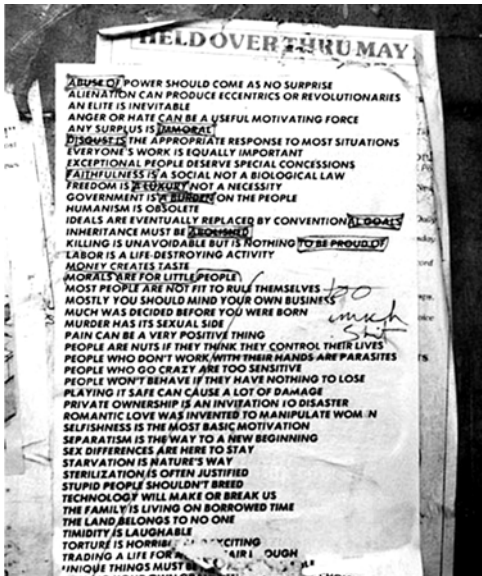 HELD OVER THRU MAY
ABUSE OF POWER SHOULD COME AS NO SURPRISE
ALIENATION CAN PRODUCE ECCENTRICS OR REVOLUTIONARIES
AN ELITE IS INEVITABLE
ANGER OR HATE CAN BE A USEFUL MOTIVATING FORCE
ANY SURPLUS IS IMMORAL
DISGUST IS THE APPROPRIATE RESPONSE TO MOST SITUATIONS
EVERYONE'S WORK IS EQUALLY IMPORTANT
EXCEPTIONAL PEOPLE DESERVE SPECIAL CONCESSIONS
FAITHFULNESS IS A SOCIAL NOT A BIOLOGICAL LAW
FREEDOM IS A LUXURY NOT A NECESSITY
GOVERNMENT IS A BURDEN ON THE PEOPLE
HUMANISM IS OBSOLETE
IDEALS ARE EVENTUALLY REPLACED BY CONVENTIONAL GOALS
INHERITANCE MUST BE ABOLISHED
KILLING IS UNAVOIDABLE BUT IS NOTHING TO BE PROUD OF
LABOR IS A LIFE-DESTROYING ACTIVITY
MONEY CREATES TASTE
MORALS ARE FOR LITTLE PEOPLE
MOST PEOPLE ARE NOT FIT TO RULE THEMSELVES
MOSTLY YOU SHOULD MIND YOUR OWN BUSINESS
MUCH WAS DECIDED BEFORE YOU WERE BORN
MURDER HAS ITS SEXUAL SIDE
too
much
Shit
PAIN CAN BE A VERY POSITIVE THING
PEOPLE ARE NUTS IF THEY THINK THEY CONTROL THEIR LIVES
PEOPLE WHO DON'T WORK WITH THEIR HANDS ARE PARASITES
PEOPLE WHO GO CRAZY ARE TOO SENSITIVE
PEOPLE WON'T BEHAVE IF THEY HAVE NOTHING TO LOSE
PLAYING IT SAFE CAN CAUSE A LOT OF DAMAGE
PRIVATE OWNERSHIP IS AN INVITATION TO DISASTER
ROMANTIC LOVE WAS INVENTED TO MANIPULATE WOM N
SELFISHNESS IS THE MOST BASIC MOTIVATION
SEPARATISM IS THE WAY TO A NEW BEGINNING
SEX DIFFERENCES ARE HERE TO STAY
STARVATION IS NATURE'S WAY
STERILIZATION IS OFTEN JUSTIFIED
STUPID PEOPLE SHOULDN'T BREED
TECHNOLOGY WILL MAKE OR BREAK US
THE FAMILY IS LIVING ON BORROWED TIME
THE LAND BELONGS TO NO ONE
TIMIDITY IS LAUGHABLE
TORTURE IS HORRIB EXCITING
TRADING A LIFE FOR A AIR OUGH
UNIQUE THINGS MUST BE